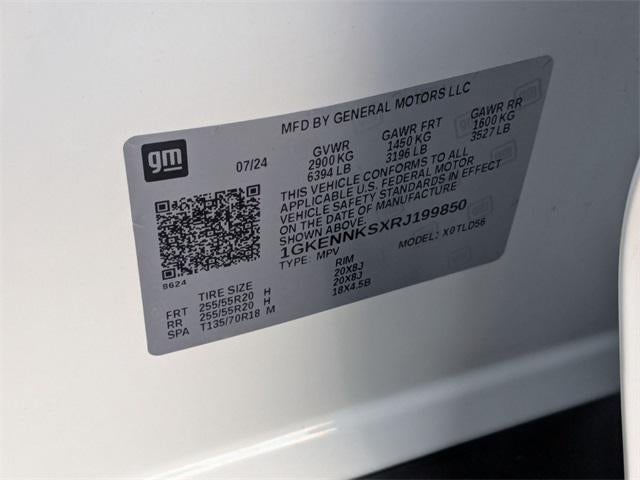 MFD BY GENERAL MOTORS LLC
gm
07/24
GVWR GAWR FRT GAWR RR
2900 KG 1450 KG 1600 KG
6394 LB 3196 LB 3527 LB
THIS VEHICLE CONFORMS TO ALL
APPLICABLE U.S. FEDERAL MOTOR
VEHICLE SAFETY STANDARDS IN EFFECT
ON THE DATE OF MANUFACTURE
SHOWN ABOVE.
1GKENNKSXRJ199850
TYPE: MPV MODEL: X0TLD56
8624
TIRE SIZE RIM
FRT 255/55R20 H 20X8J
RR 255/55R20 H 20X8J
SPA T135/70R18 M 18X4.5B